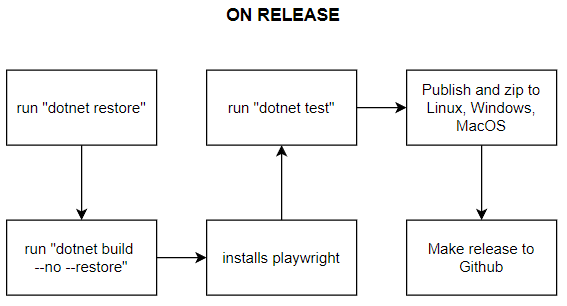 ON RELEASE
run "dotnet restore"
run "dotnet build
--no --restore"
installs playwright
run "dotnet test"
Publish and zip to
Linux, Windows,
MacOS
Make release to
Github